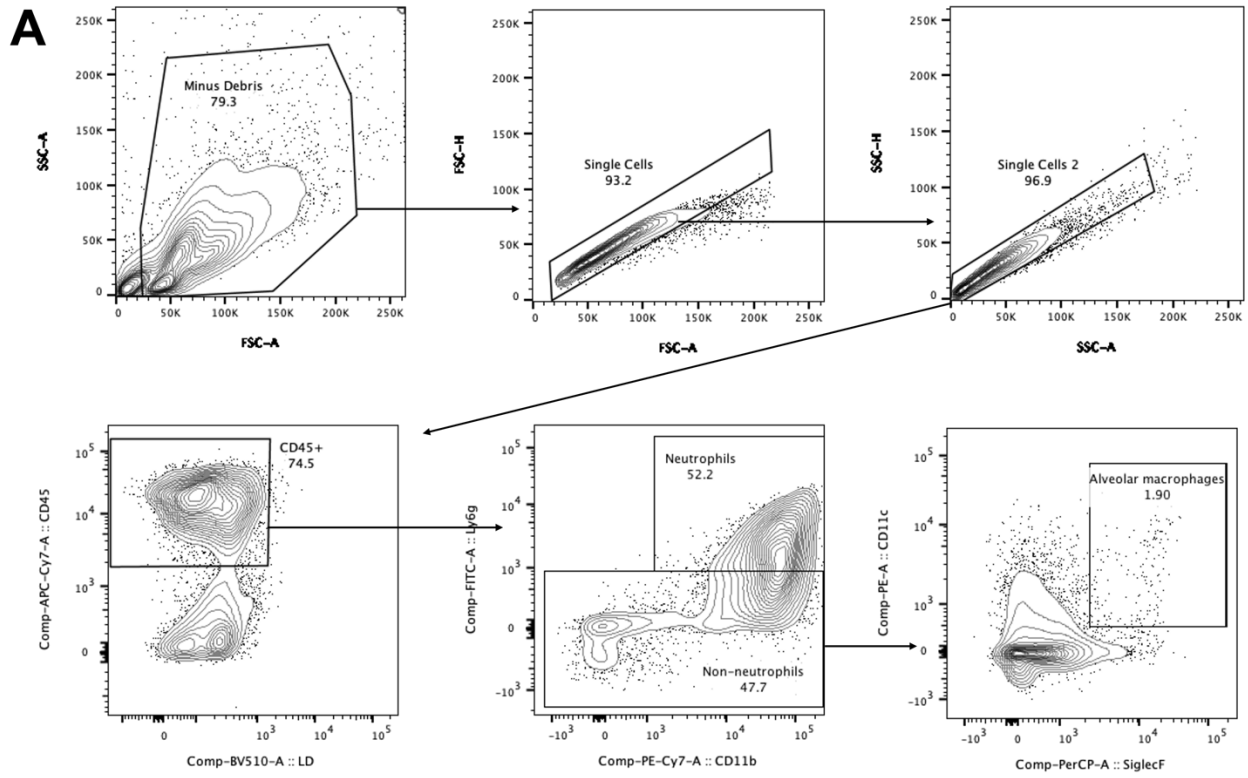 A
250K
200K
150K
100K
50K
0
SSC-A
Minus Debris
79.3
0 50K 100K 150K 200K 250K
FSC-A
250K
200K
150K
100K
50K
0
FSC-H
Single Cells
93.2
0 50K 100K 150K 200K 250K
FSC-A
250K
200K
150K
100K
50K
0
SSC-H
Single Cells 2
96.9
0 50K 100K 150K 200K 250K
SSC-A
10^5
10^4
10^3
0
Comp-APC-Cy7-A :: CD45
CD45+
74.5
0 10^3 10^4 10^5
Comp-BV510-A :: LD
10^5
10^4
10^3
0
-10^3
Comp-FITC-A :: Ly6g
Neutrophils
52.2
Non-neutrophils
47.7
-10^3 0 10^3 10^4 10^5
Comp-PE-Cy7-A :: CD11b
10^5
10^4
10^3
0
-10^3
Comp-PE-A :: CD11c
Alveolar macrophages
1.90
-10^3 0 10^3 10^4 10^5
Comp-PerCP-A :: SiglecF